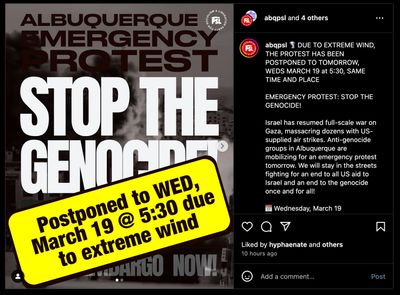 ALBUQUERQUE
EMERGENCY
PROTEST
STOP THE
GENOCIDE!
Postponed to WED,
March 19 @ 5:30 due
to extreme wind
EMBARGO NOW!
PSL
abqpsl and 4 others
abqpsl 🌪️ DUE TO EXTREME WIND,
THE PROTEST HAS BEEN
POSTPONED TO TOMORROW,
WEDS MARCH 19 at 5:30, SAME
TIME AND PLACE
EMERGENCY PROTEST: STOP THE
GENOCIDE!
Israel has resumed full-scale war on
Gaza, massacring dozens with US-
supplied air strikes. Anti-genocide
groups in Albuquerque are
mobilizing for an emergency protest
tomorrow. We will stay in the streets
fighting for an end to all US aid to
Israel and an end to the genocide
once and for all!
🗓️ Wednesday, March 19
Liked by hyphaenate and others
10 hours ago
Add a comment...
Post